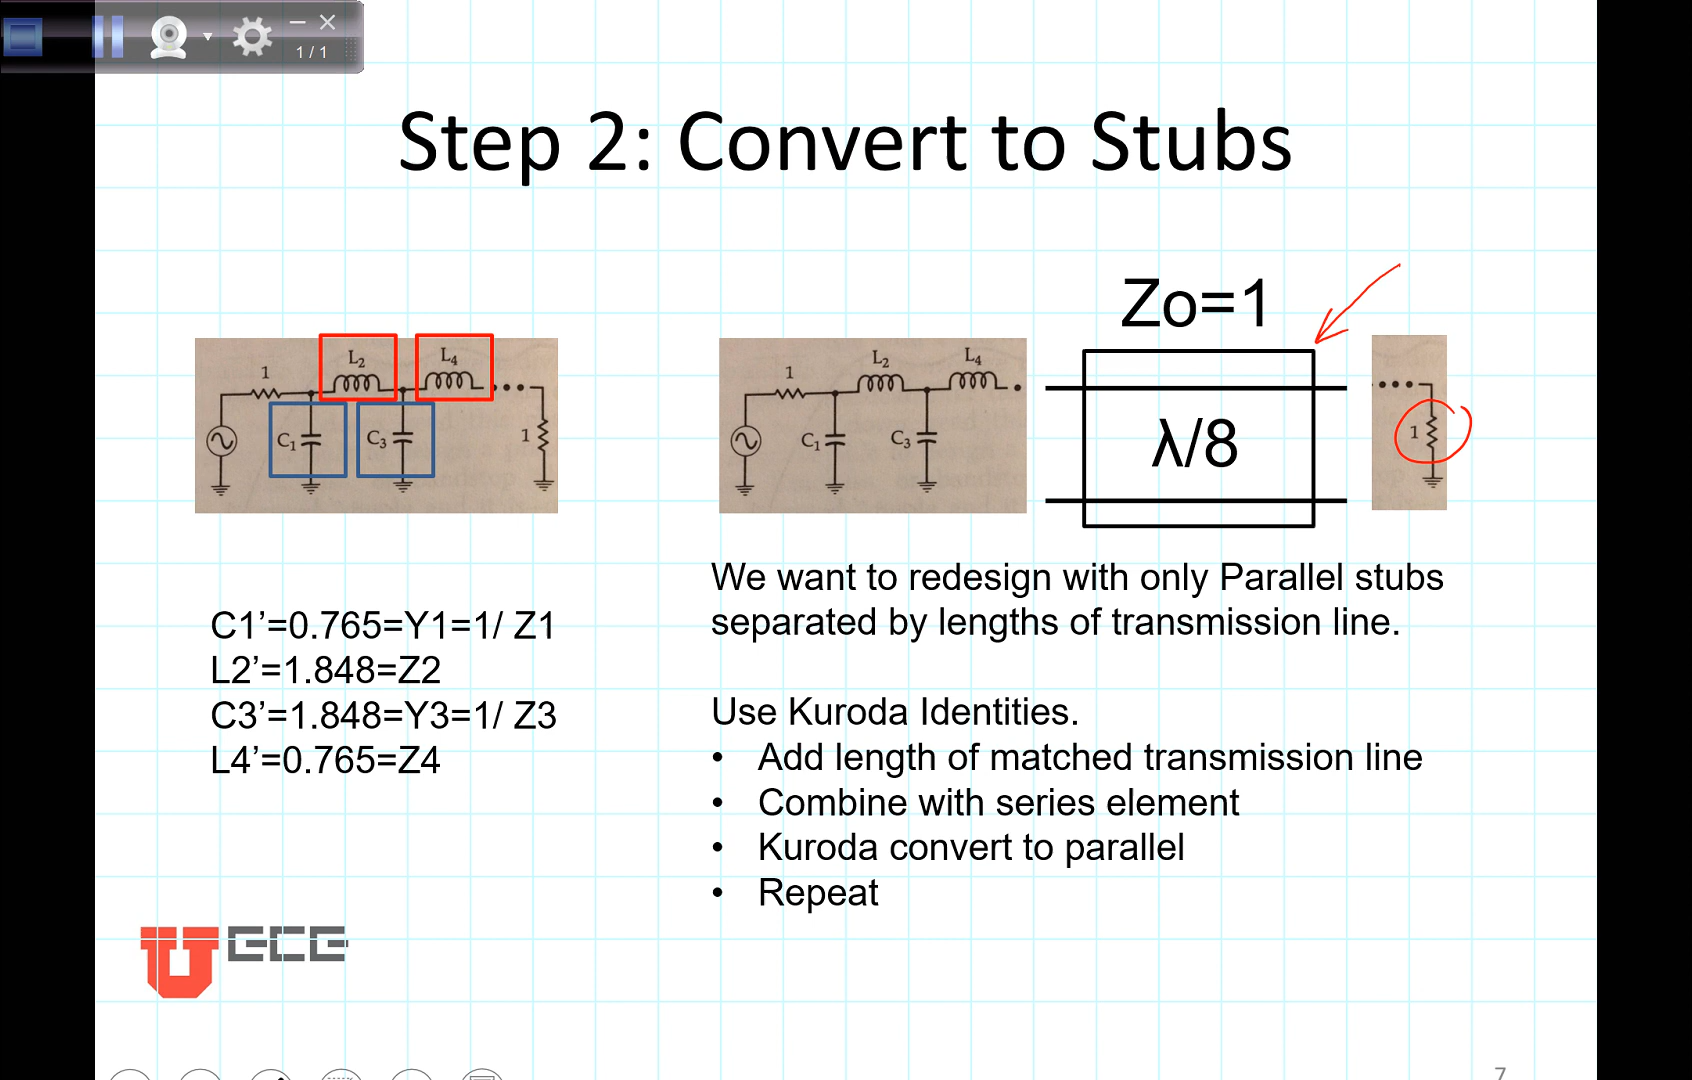 1 / 1
Step 2: Convert to Stubs
Zo=1
1
L2
L4
C1
C3
1
1
L2
L4
C1
C3
λ/8
1
C1’=0.765=Y1=1/ Z1
L2’=1.848=Z2
C3’=1.848=Y3=1/ Z3
L4’=0.765=Z4
We want to redesign with only Parallel stubs
separated by lengths of transmission line.
Use Kuroda Identities.
• Add length of matched transmission line
• Combine with series element
• Kuroda convert to parallel
• Repeat
U ECE
7